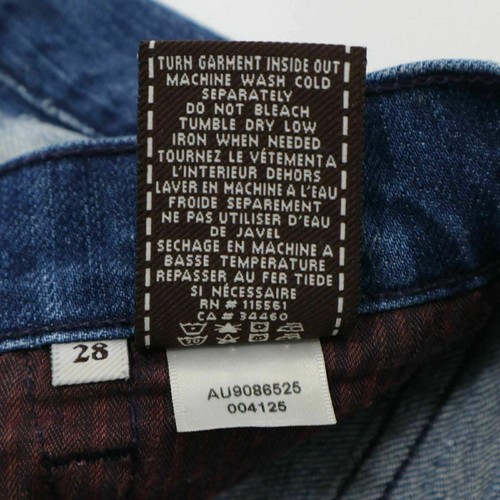 TURN GARMENT INSIDE OUT
MACHINE WASH COLD
SEPARATELY
DO NOT BLEACH
TUMBLE DRY LOW
IRON WHEN NEEDED
TOURNEZ LE VÊTEMENT A
L'INTERIEUR DEHORS
LAVER EN MACHINE A L'EAU
FROIDE SEPAREMENT
NE PAS UTILISER D'EAU
DE JAVEL
SECHAGE EN MACHINE A
BASSE TEMPERATURE
REPASSER AU FER TIEDE
SI NÉCESSAIRE
RN # 115561
CA # 34460
28
AU9086525
004125